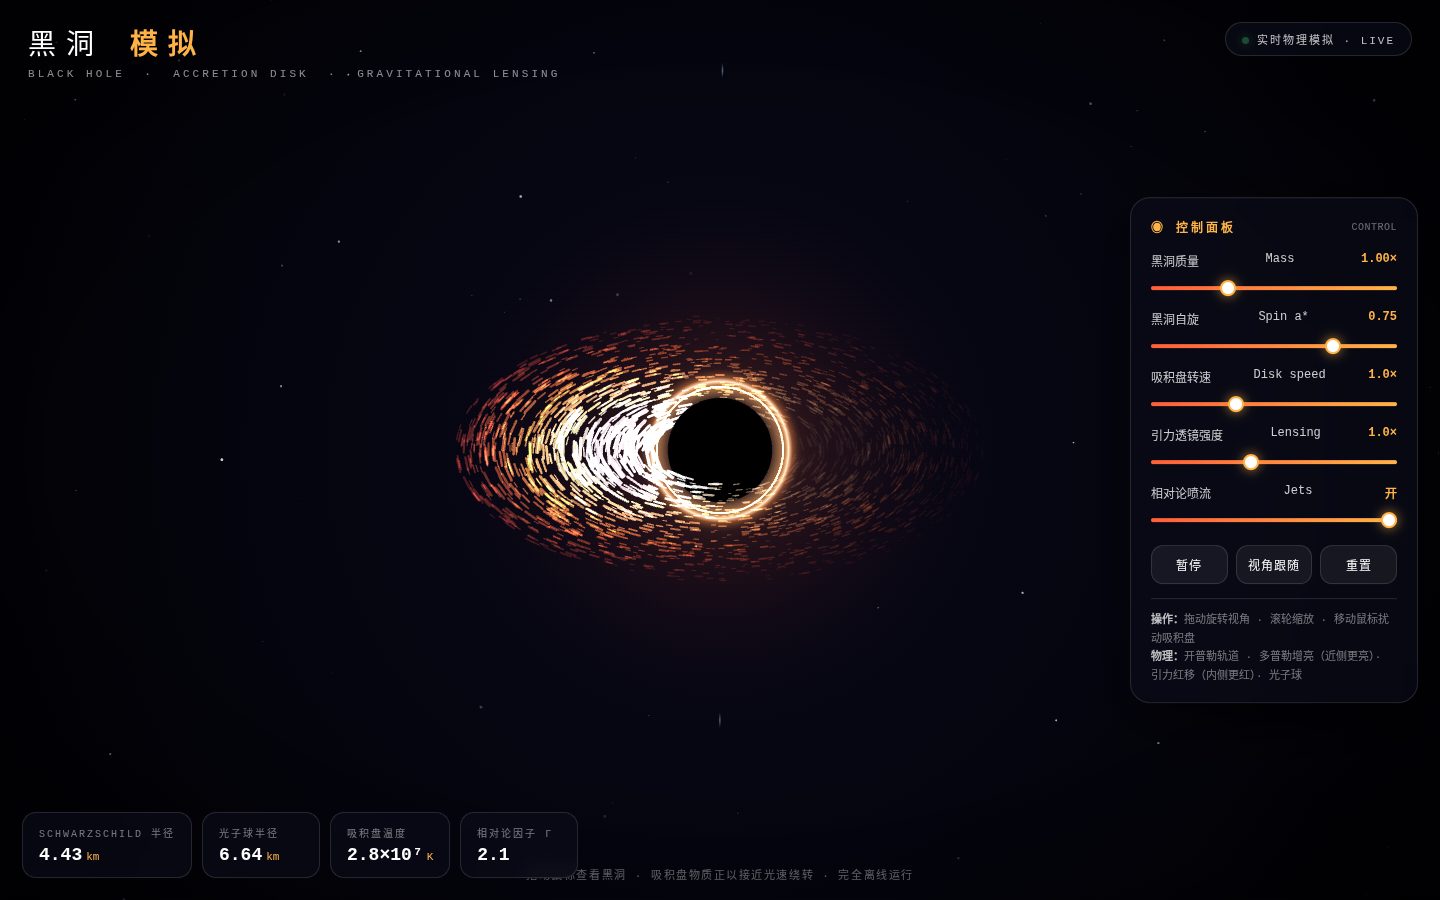 黑洞 模拟
BLACK HOLE · ACCRETION DISK · GRAVITATIONAL LENSING
实时物理模拟 · LIVE
◉ 控制面板 CONTROL
黑洞质量 Mass 1.00×
黑洞自旋 Spin a* 0.75
吸积盘转速 Disk speed 1.0×
引力透镜强度 Lensing 1.0×
相对论喷流 Jets 开
暂停 视角跟随 重置
操作：拖动旋转视角 · 滚轮缩放 · 移动鼠标扰
动吸积盘
物理：开普勒轨道 · 多普勒增亮（近侧更亮）·
引力红移（内侧更红）· 光子球
SCHWARZSCHILD 半径 光子球半径 吸积盘温度 相对论因子 Γ
4.43 km 6.64 km 2.8×10⁷ K 2.1
查看黑洞 · 吸积盘物质正以接近光速绕转 · 完全离线运行